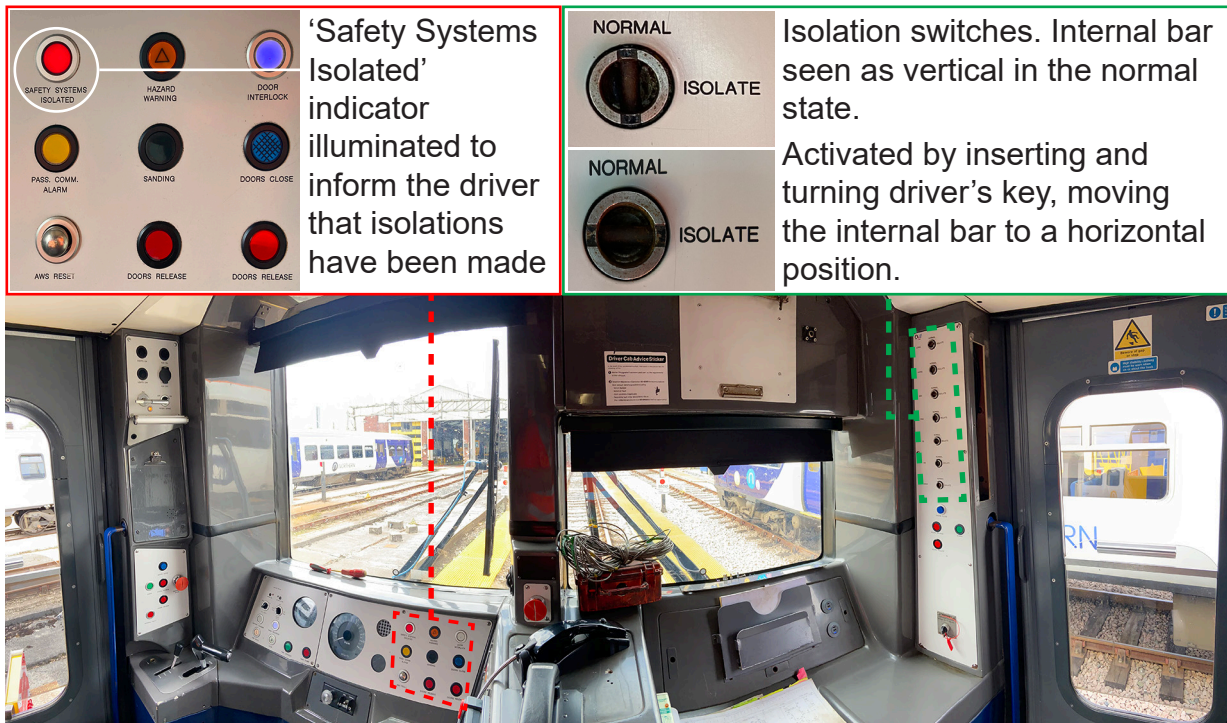 ‘Safety Systems
Isolated’
indicator
illuminated to
inform the driver
that isolations
have been made
SAFETY SYSTEMS
ISOLATED
HAZARD
WARNING
DOOR
INTERLOCK
PASS. COMM.
ALARM
SANDING
DOORS CLOSE
AWS RESET
DOORS RELEASE
DOORS RELEASE
NORMAL
ISOLATE
NORMAL
ISOLATE
Isolation switches. Internal bar
seen as vertical in the normal
state.
Activated by inserting and
turning driver’s key, moving
the internal bar to a horizontal
position.
Driver Cab Advice Sticker
RN